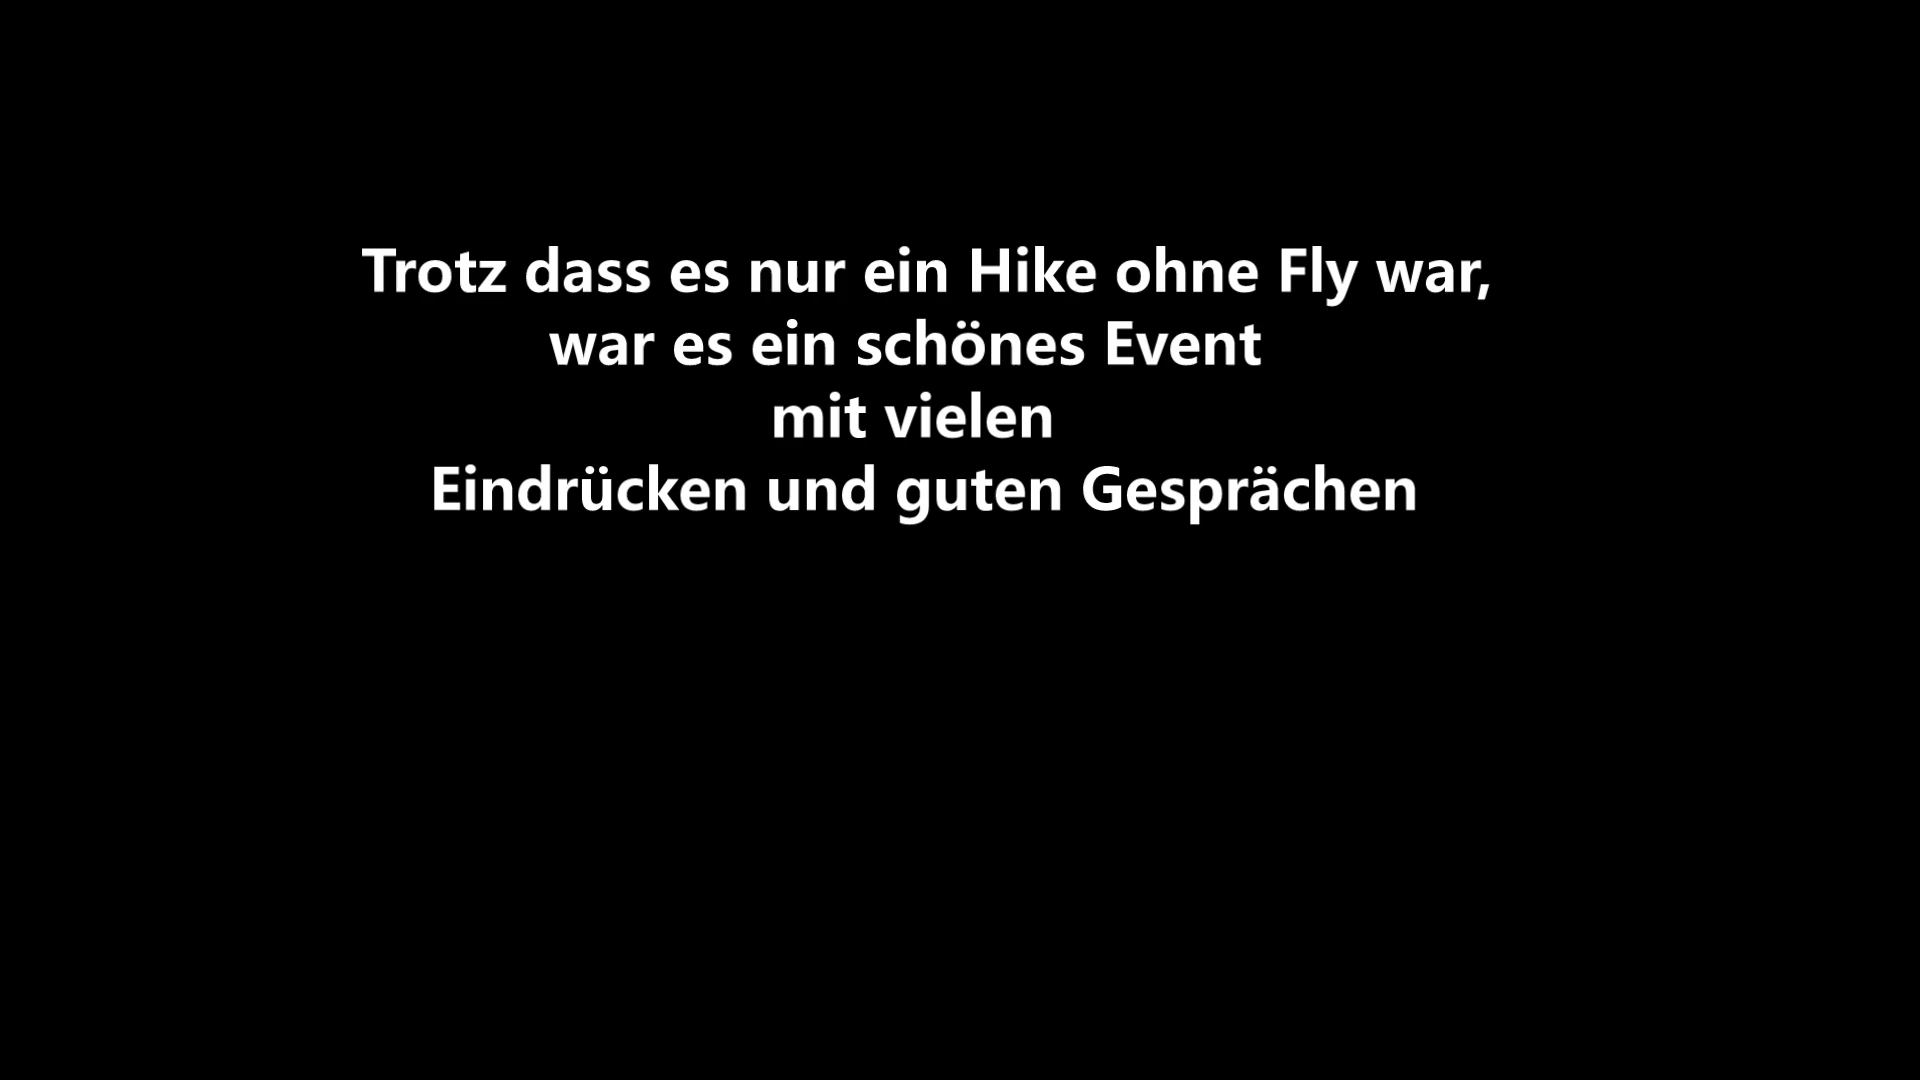 Trotz dass es nur ein Hike ohne Fly war,
war es ein schönes Event
mit vielen
Eindrücken und guten Gesprächen